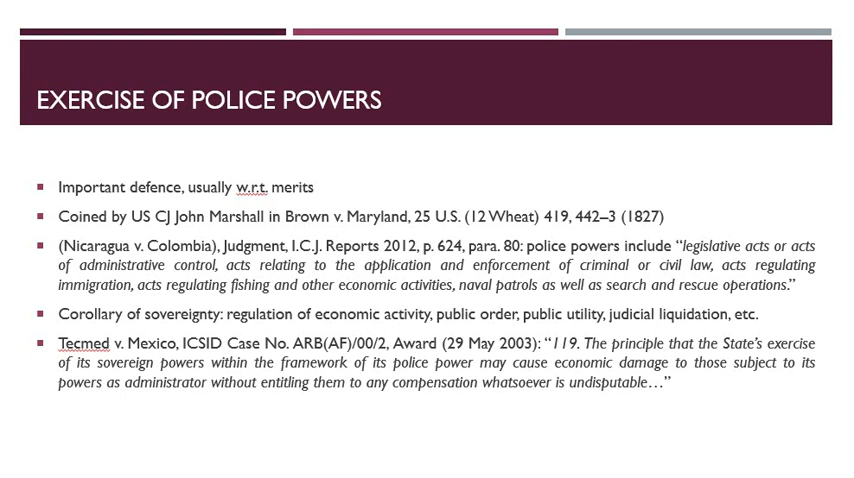 EXERCISE OF POLICE POWERS
Important defence, usually w.r.t. merits
Coined by US CJ John Marshall in Brown v. Maryland, 25 U.S. (12 Wheat) 419, 442–3 (1827)
(Nicaragua v. Colombia), Judgment, I.C.J. Reports 2012, p. 624, para. 80: police powers include “legislative acts or acts
of administrative control, acts relating to the application and enforcement of criminal or civil law, acts regulating
immigration, acts regulating fishing and other economic activities, naval patrols as well as search and rescue operations.”
Corollary of sovereignty: regulation of economic activity, public order, public utility, judicial liquidation, etc.
Tecmed v. Mexico, ICSID Case No. ARB(AF)/00/2, Award (29 May 2003): “119. The principle that the State’s exercise
of its sovereign powers within the framework of its police power may cause economic damage to those subject to its
powers as administrator without entitling them to any compensation whatsoever is undisputable…”